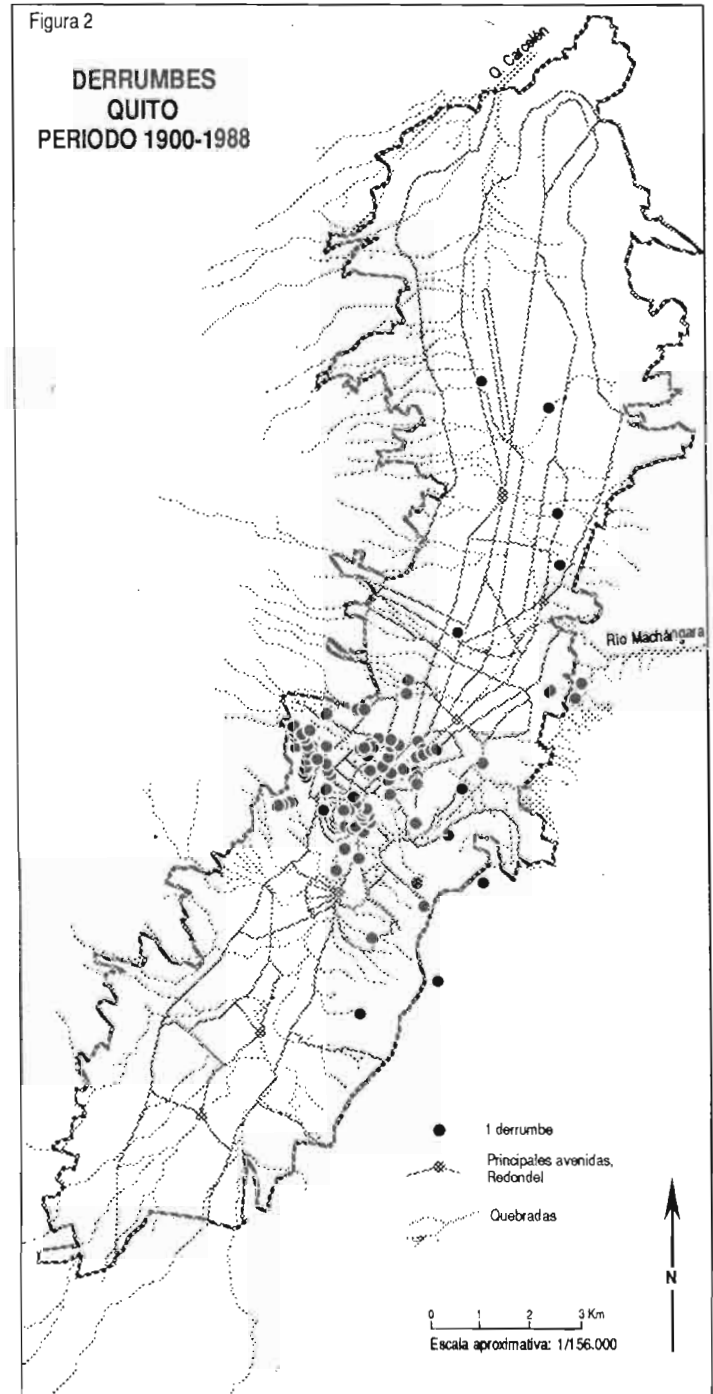 Figura 2
DERRUMBES
QUITO
PERIODO 1900-1988
Q. Carcelén
Río Machángara
1 derrumbe
Principales avenidas,
Redondel
Quebradas
N
0 1 2 3 Km
Escala aproximativa: 1/156.000